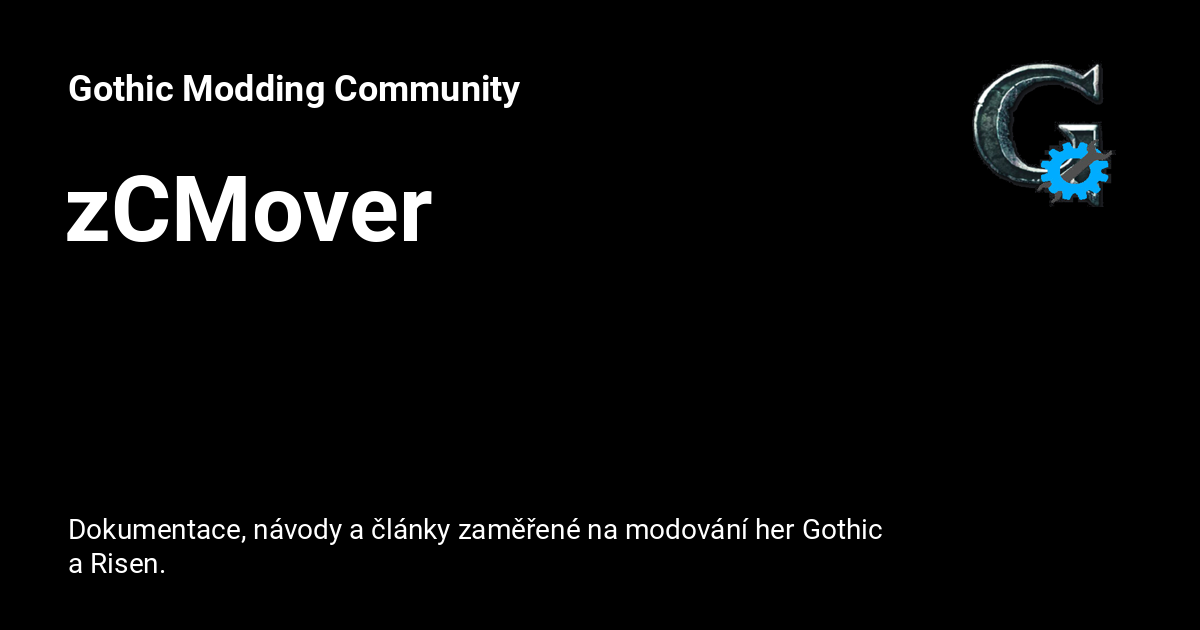 Gothic Modding Community
zCMover
Dokumentace, návody a články zaměřené na modování her Gothic
a Risen.